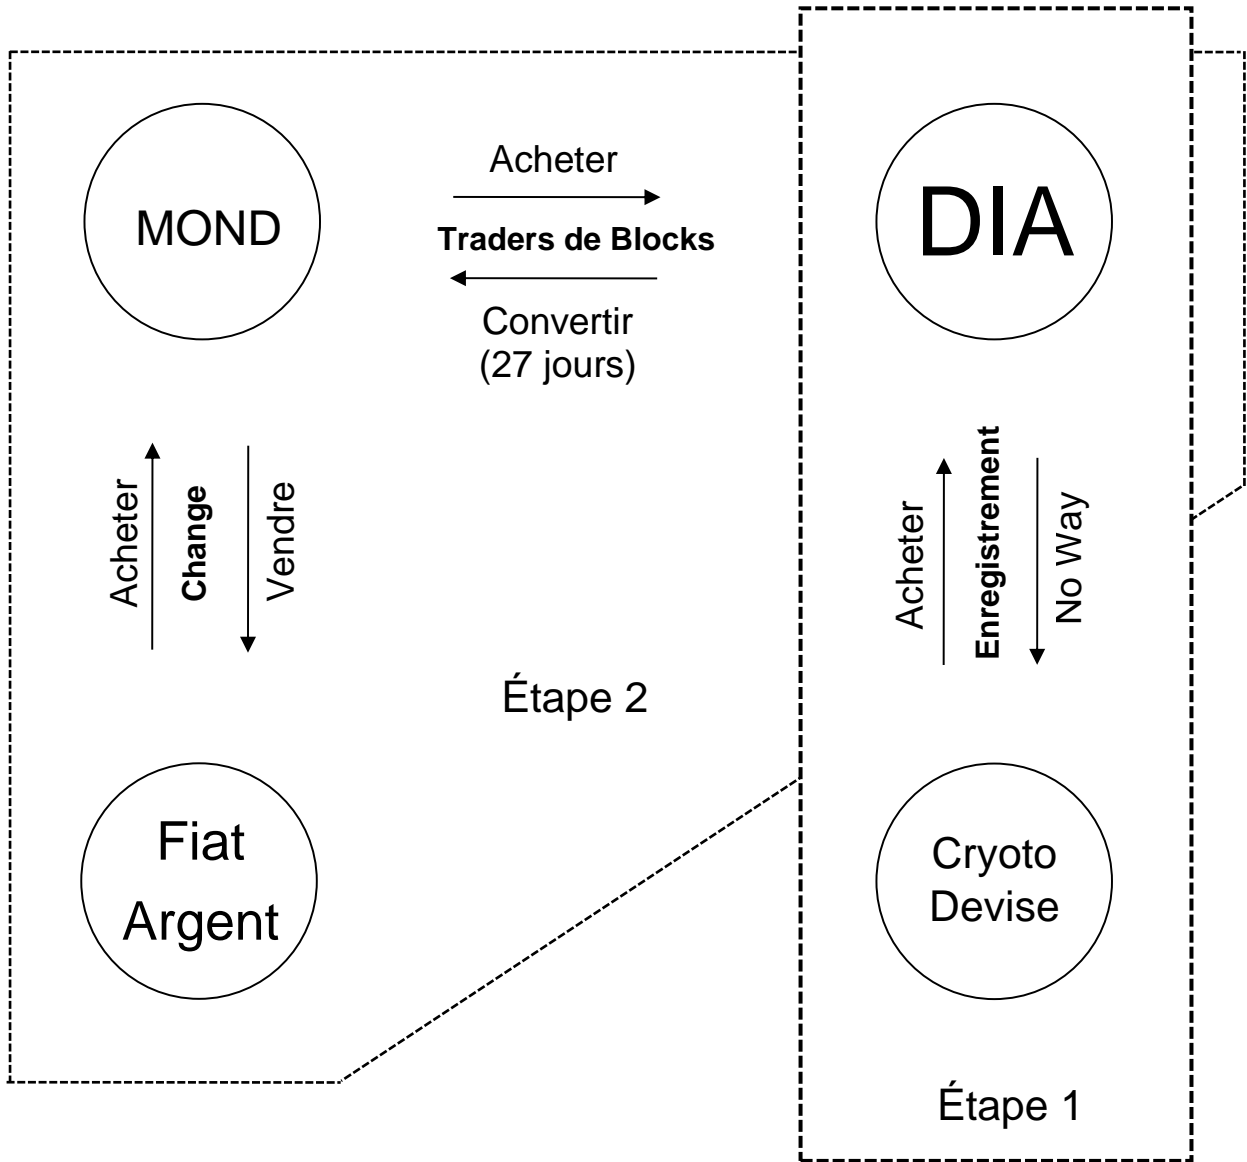 Acheter
MOND
Traders de Blocks
DIA
Convertir
(27 jours)
Acheter
Change
Vendre
Acheter
Enregistrement
No Way
Étape 2
Fiat
Argent
Cryoto
Devise
Étape 1